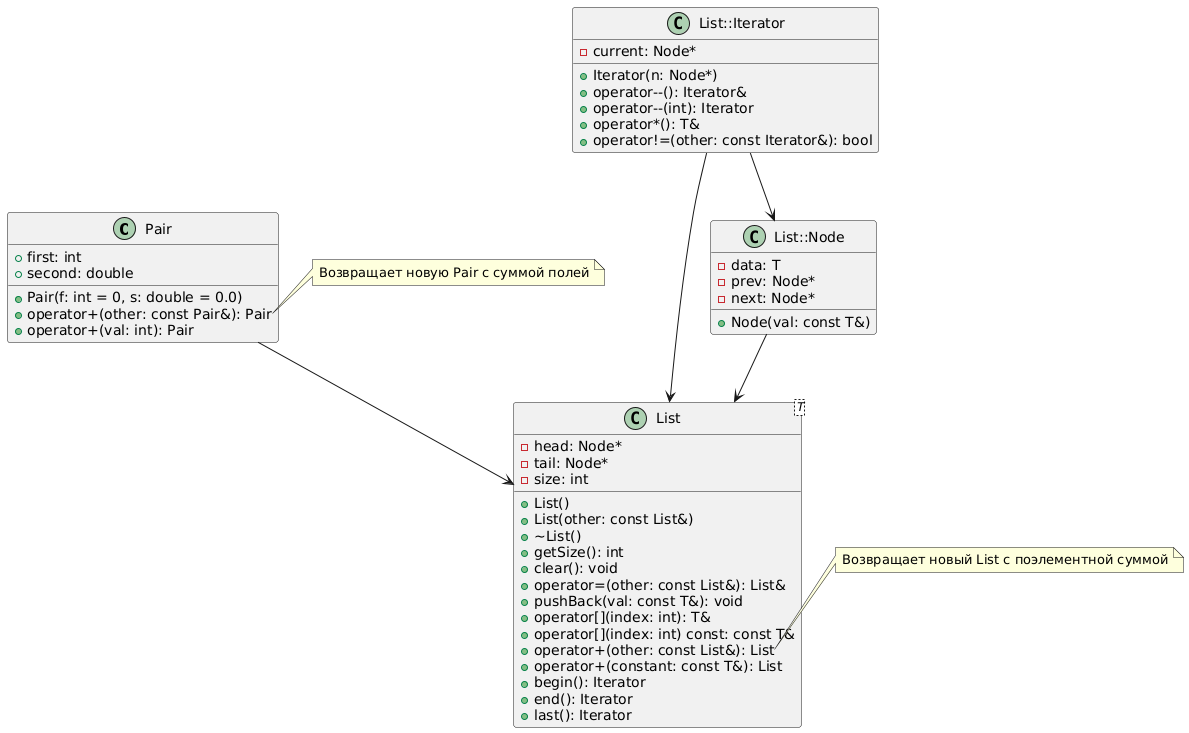 C List::Iterator
current: Node*
Iterator(n: Node*)
operator--(): Iterator&
operator--(int): Iterator
operator*(): T&
operator!=(other: const Iterator&): bool
C Pair
first: int
second: double
Pair(f: int = 0, s: double = 0.0)
operator+(other: const Pair&): Pair
operator+(val: int): Pair
Возвращает новую Pair с суммой полей
C List::Node
data: T
prev: Node*
next: Node*
Node(val: const T&)
C List T
head: Node*
tail: Node*
size: int
List()
List(other: const List&)
~List()
getSize(): int
clear(): void
operator=(other: const List&): List&
pushBack(val: const T&): void
operator[](index: int): T&
operator[](index: int) const: const T&
operator+(other: const List&): List
operator+(constant: const T&): List
begin(): Iterator
end(): Iterator
last(): Iterator
Возвращает новый List с поэлементной суммой